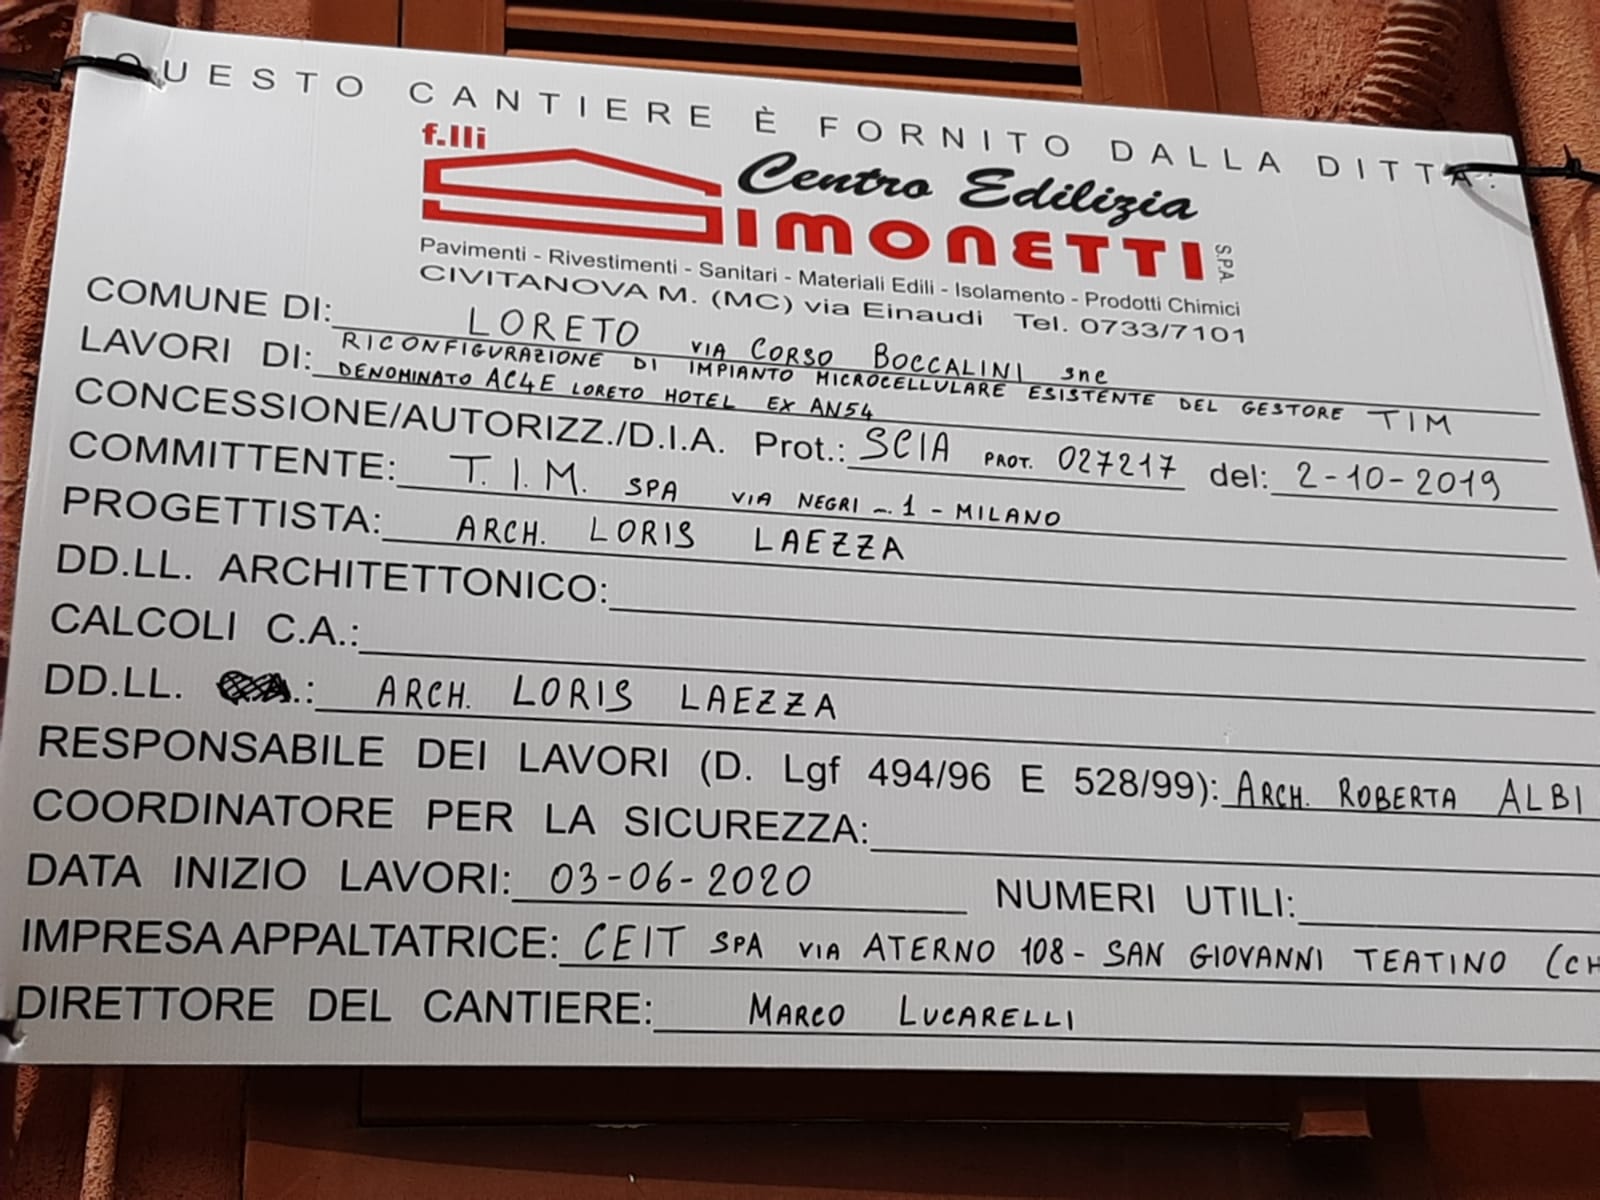 QUESTO CANTIERE È FORNITO DALLA DITTA:
f.lli
Centro Edilizia
SIMONETTI S.P.A.
Pavimenti - Rivestimenti - Sanitari - Materiali Edili - Isolamento - Prodotti Chimici
CIVITANOVA M. (MC) via Einaudi Tel. 0733/7101
COMUNE DI: LORETO VIA CORSO BOCCALINI snc
LAVORI DI: RICONFIGURAZIONE DI IMPIANTO MICROCELLULARE ESISTENTE DEL GESTORE TIM
DENOMINATO AC4E LORETO HOTEL EX AN54
CONCESSIONE/AUTORIZZ./D.I.A. Prot.: SCIA PROT. 027217 del: 2-10-2019
COMMITTENTE: T.I.M. SPA VIA NEGRI - 1 - MILANO
PROGETTISTA: ARCH. LORIS LAEZZA
DD.LL. ARCHITETTONICO:
CALCOLI C.A.:
DD.LL. : ARCH. LORIS LAEZZA
RESPONSABILE DEI LAVORI (D. Lgf 494/96 E 528/99): ARCH. ROBERTA ALBI
COORDINATORE PER LA SICUREZZA:
DATA INIZIO LAVORI: 03-06-2020 NUMERI UTILI:
IMPRESA APPALTATRICE: CEIT SPA VIA ATERNO 108 - SAN GIOVANNI TEATINO (CH
DIRETTORE DEL CANTIERE: MARCO LUCARELLI